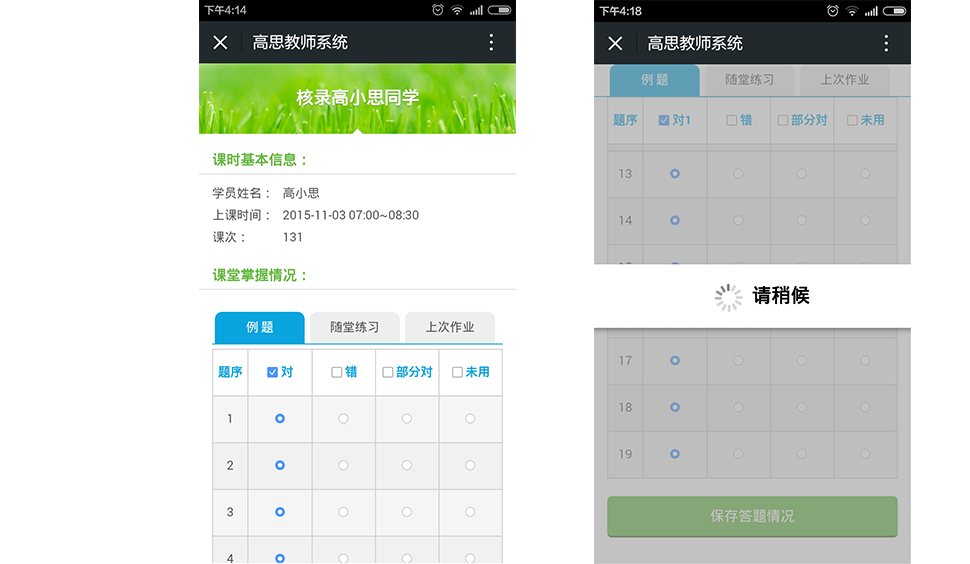 下午4:14
高思教师系统
核录高小思同学
课时基本信息：
学员姓名： 高小思
上课时间： 2015-11-03 07:00~08:30
课次： 131
课堂掌握情况：
例 题 随堂练习 上次作业
题序 对 错 部分对 未用
1
2
3
4
下午4:18
高思教师系统
例 题 随堂练习 上次作业
题序 对1 错 部分对 未用
13
14
请稍候
17
18
19
保存答题情况